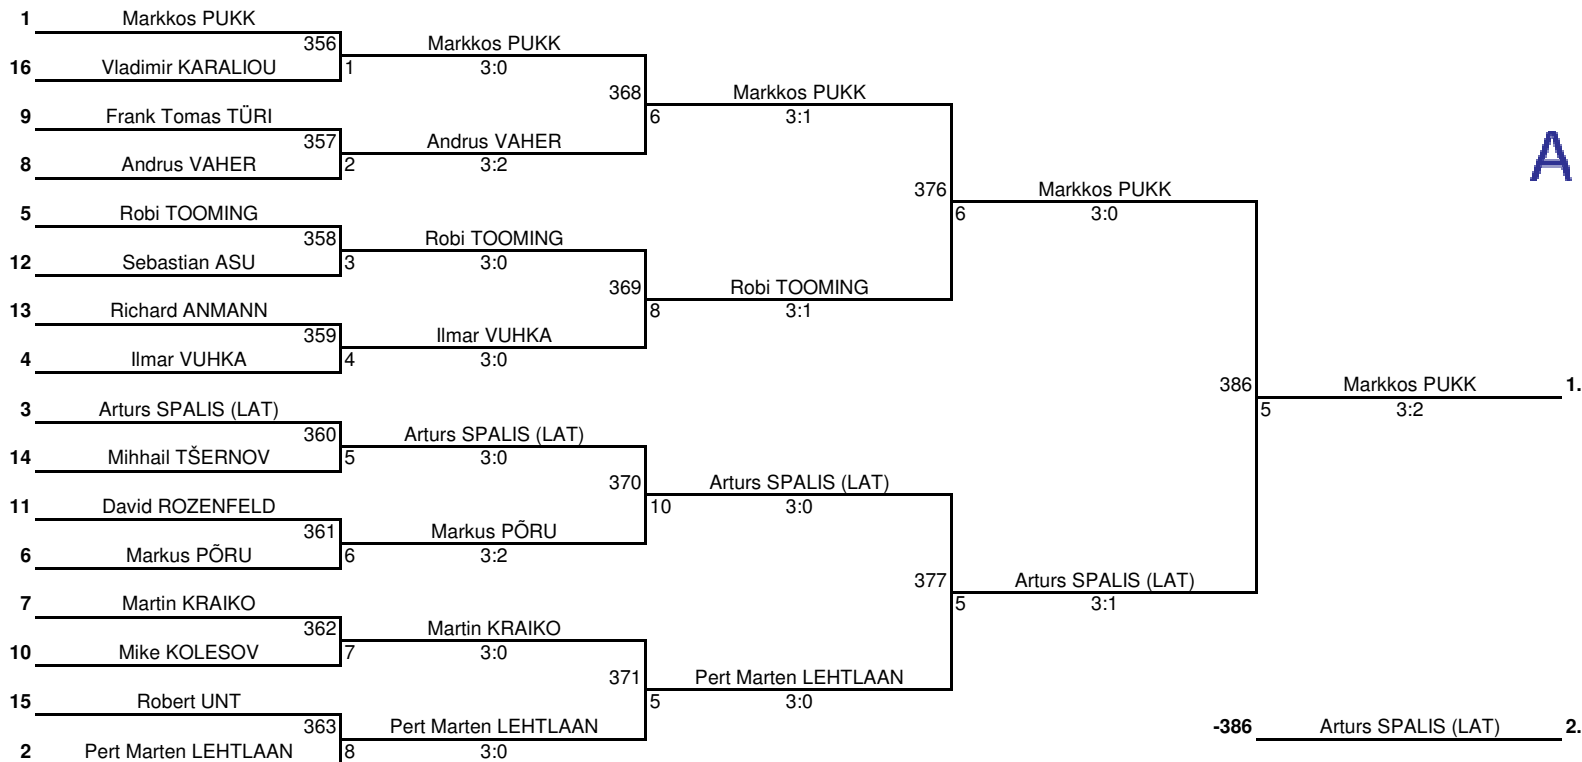 1 Markkos PUKK
356 Markkos PUKK
16 Vladimir KARALIOU 1 3:0
368 Markkos PUKK
9 Frank Tomas TÜRI 6 3:1
357 Andrus VAHER
8 Andrus VAHER 2 3:2
A
376 Markkos PUKK
5 Robi TOOMING 6 3:0
358 Robi TOOMING
12 Sebastian ASU 3 3:0
369 Robi TOOMING
13 Richard ANMANN 8 3:1
359 Ilmar VUHKA
4 Ilmar VUHKA 4 3:0
386 Markkos PUKK 1.
3 Arturs SPALIS (LAT) 5 3:2
360 Arturs SPALIS (LAT)
14 Mihhail TŠERNOV 5 3:0
370 Arturs SPALIS (LAT)
11 David ROZENFELD 10 3:0
361 Markus PÕRU
6 Markus PÕRU 6 3:2
377 Arturs SPALIS (LAT)
7 Martin KRAIKO 5 3:1
362 Martin KRAIKO
10 Mike KOLESOV 7 3:0
371 Pert Marten LEHTLAAN
15 Robert UNT 5 3:0
363 Pert Marten LEHTLAAN -386 Arturs SPALIS (LAT) 2.
2 Pert Marten LEHTLAAN 8 3:0